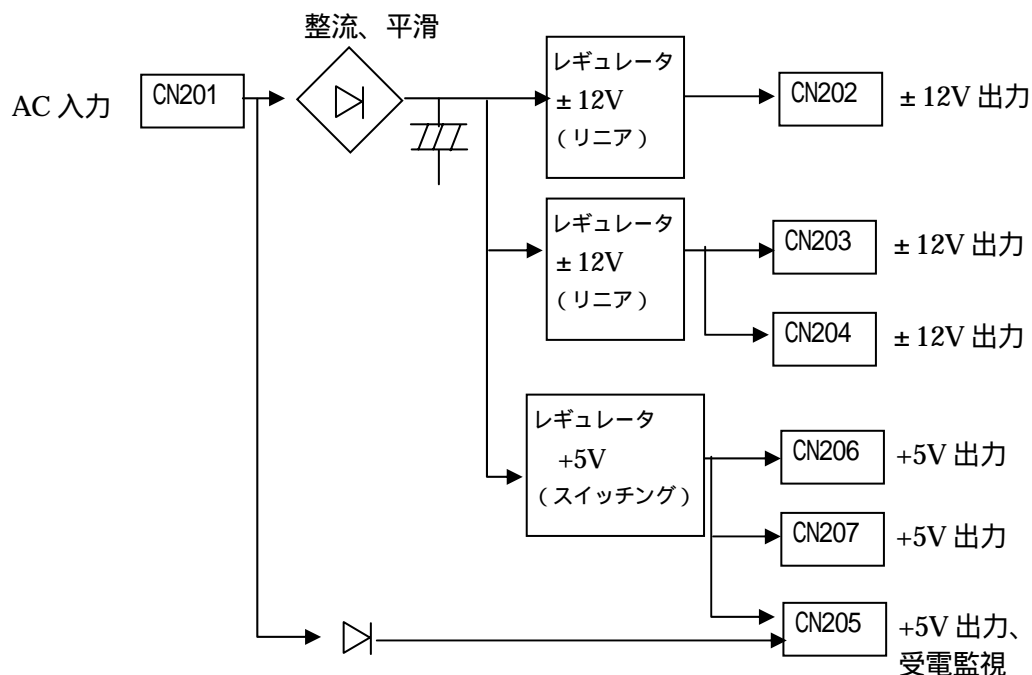 整流、平滑
AC 入力
CN201
レギュレータ
± 12V
（リニア）
CN202
± 12V 出力
レギュレータ
± 12V
（リニア）
CN203
± 12V 出力
CN204
± 12V 出力
レギュレータ
+5V
（スイッチング）
CN206
+5V 出力
CN207
+5V 出力
CN205
+5V 出力、
受電監視